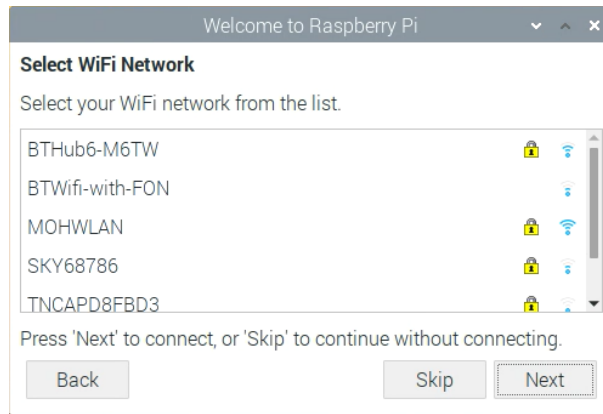 Welcome to Raspberry Pi
Select WiFi Network
Select your WiFi network from the list.
BTHub6-M6TW
BTWifi-with-FON
MOHWLAN
SKY68786
TNCAPD8FBD3
Press 'Next' to connect, or 'Skip' to continue without connecting.
Back Skip Next